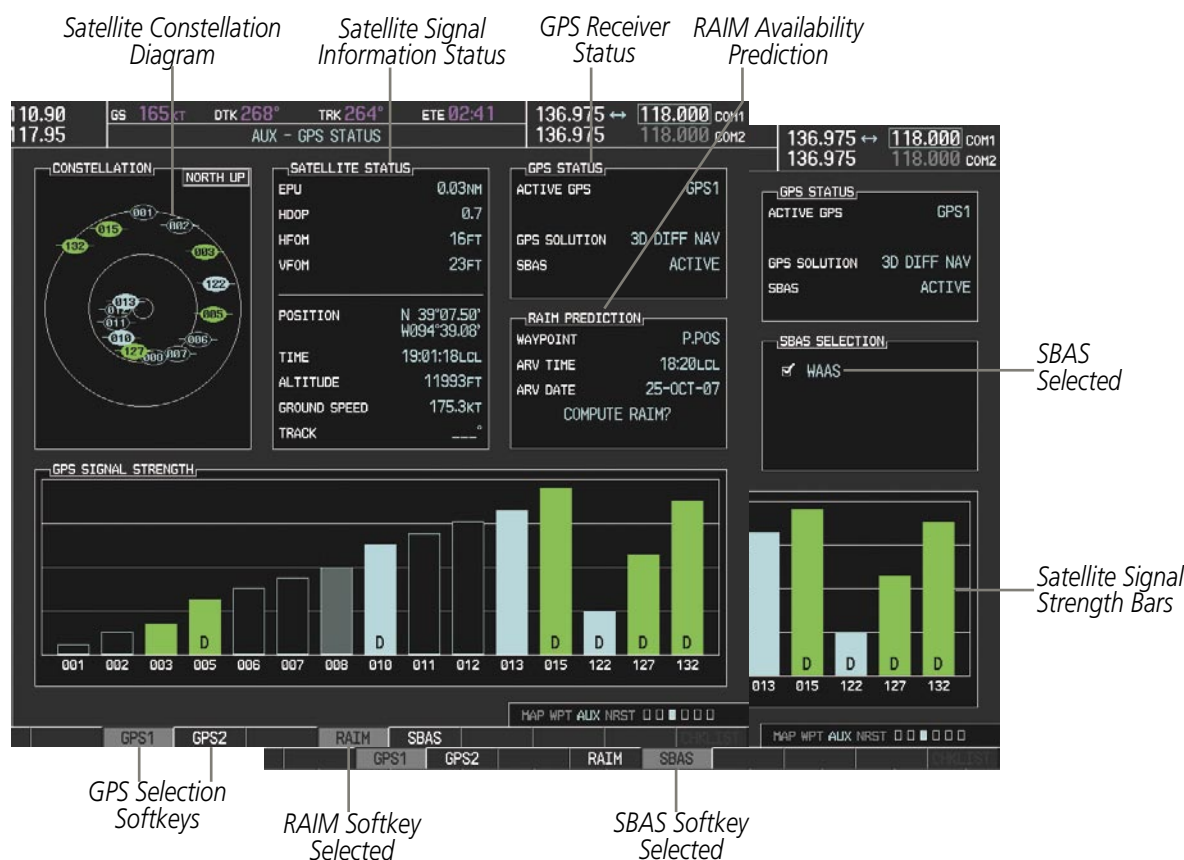 Satellite Constellation Diagram
Satellite Signal Information Status
GPS Receiver Status
RAIM Availability Prediction
110.90
117.95
GS 165KT DTK 268° TRK 264° ETE 02:41
AUX - GPS STATUS
136.975 ↔ 118.000 COM1
136.975 118.000 COM2
CONSTELLATION
NORTH UP
001
002
015
132
003
122
005
013
012
011
010
127
008
007
006
SATELLITE STATUS
EPU 0.03NM
HDOP 0.7
HFOM 16FT
VFOM 23FT
POSITION N 39°07.50'
W094°39.08'
TIME 19:01:18LCL
ALTITUDE 11993FT
GROUND SPEED 175.3KT
TRACK ___°
GPS STATUS
ACTIVE GPS GPS1
GPS SOLUTION 3D DIFF NAV
SBAS ACTIVE
RAIM PREDICTION
WAYPOINT P.POS
ARV TIME 18:20LCL
ARV DATE 25-OCT-07
COMPUTE RAIM?
GPS SIGNAL STRENGTH
D D D D D D
001 002 003 005 006 007 008 010 011 012 013 015 122 127 132
MAP WPT AUX NRST
GPS1 GPS2 RAIM SBAS CHKLIST
136.975 ↔ 118.000 COM1
136.975 118.000 COM2
GPS STATUS
ACTIVE GPS GPS1
GPS SOLUTION 3D DIFF NAV
SBAS ACTIVE
SBAS SELECTION
WAAS
SBAS Selected
D D D D
013 015 122 127 132
Satellite Signal Strength Bars
MAP WPT AUX NRST
GPS1 GPS2 RAIM SBAS CHKLIST
GPS Selection Softkeys
RAIM Softkey Selected
SBAS Softkey Selected